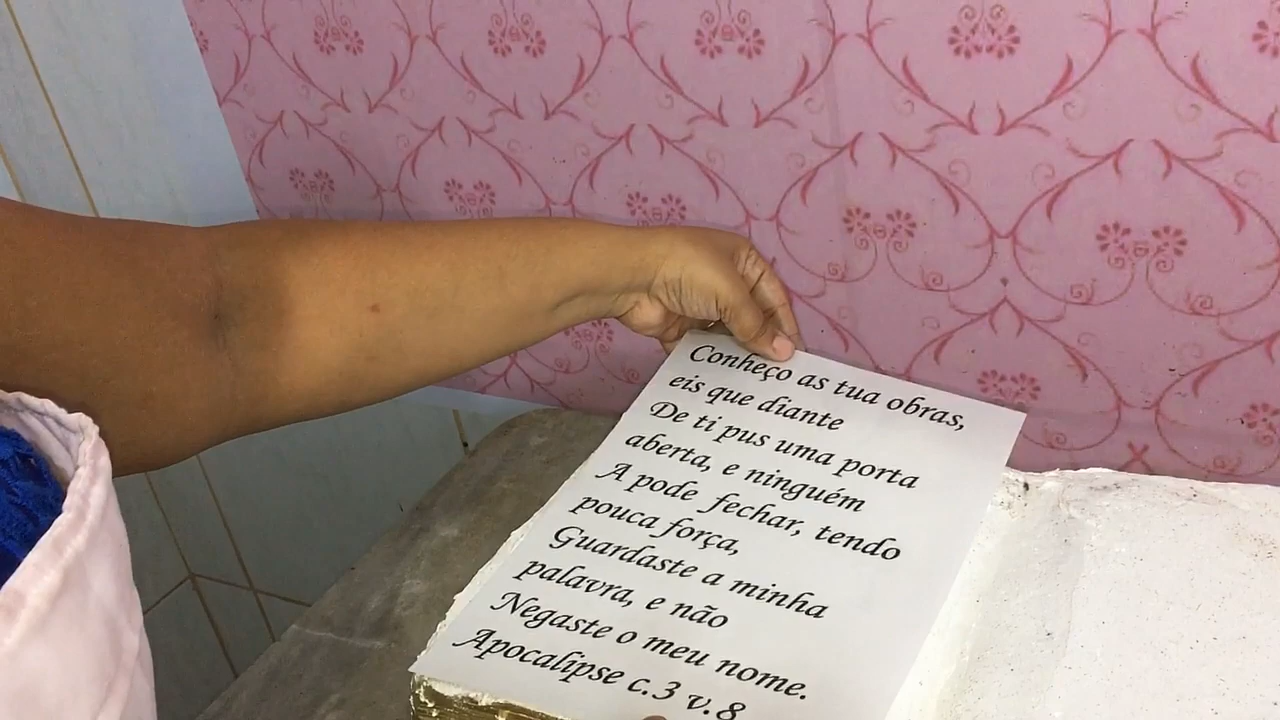 Conheço as tua obras,
eis que diante
De ti pus uma porta
aberta, e ninguém
A pode fechar, tendo
pouca força,
Guardaste a minha
palavra, e não
Negaste o meu nome.
Apocalipse c.3 v.8